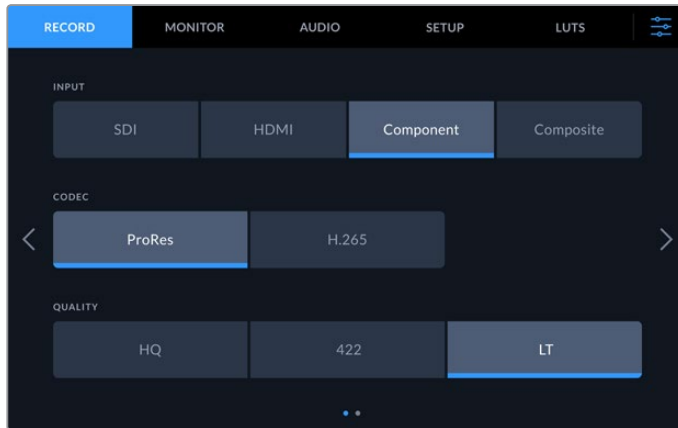 RECORD MONITOR AUDIO SETUP LUTS
INPUT
SDI HDMI Component Composite
CODEC
ProRes H.265
QUALITY
HQ 422 LT